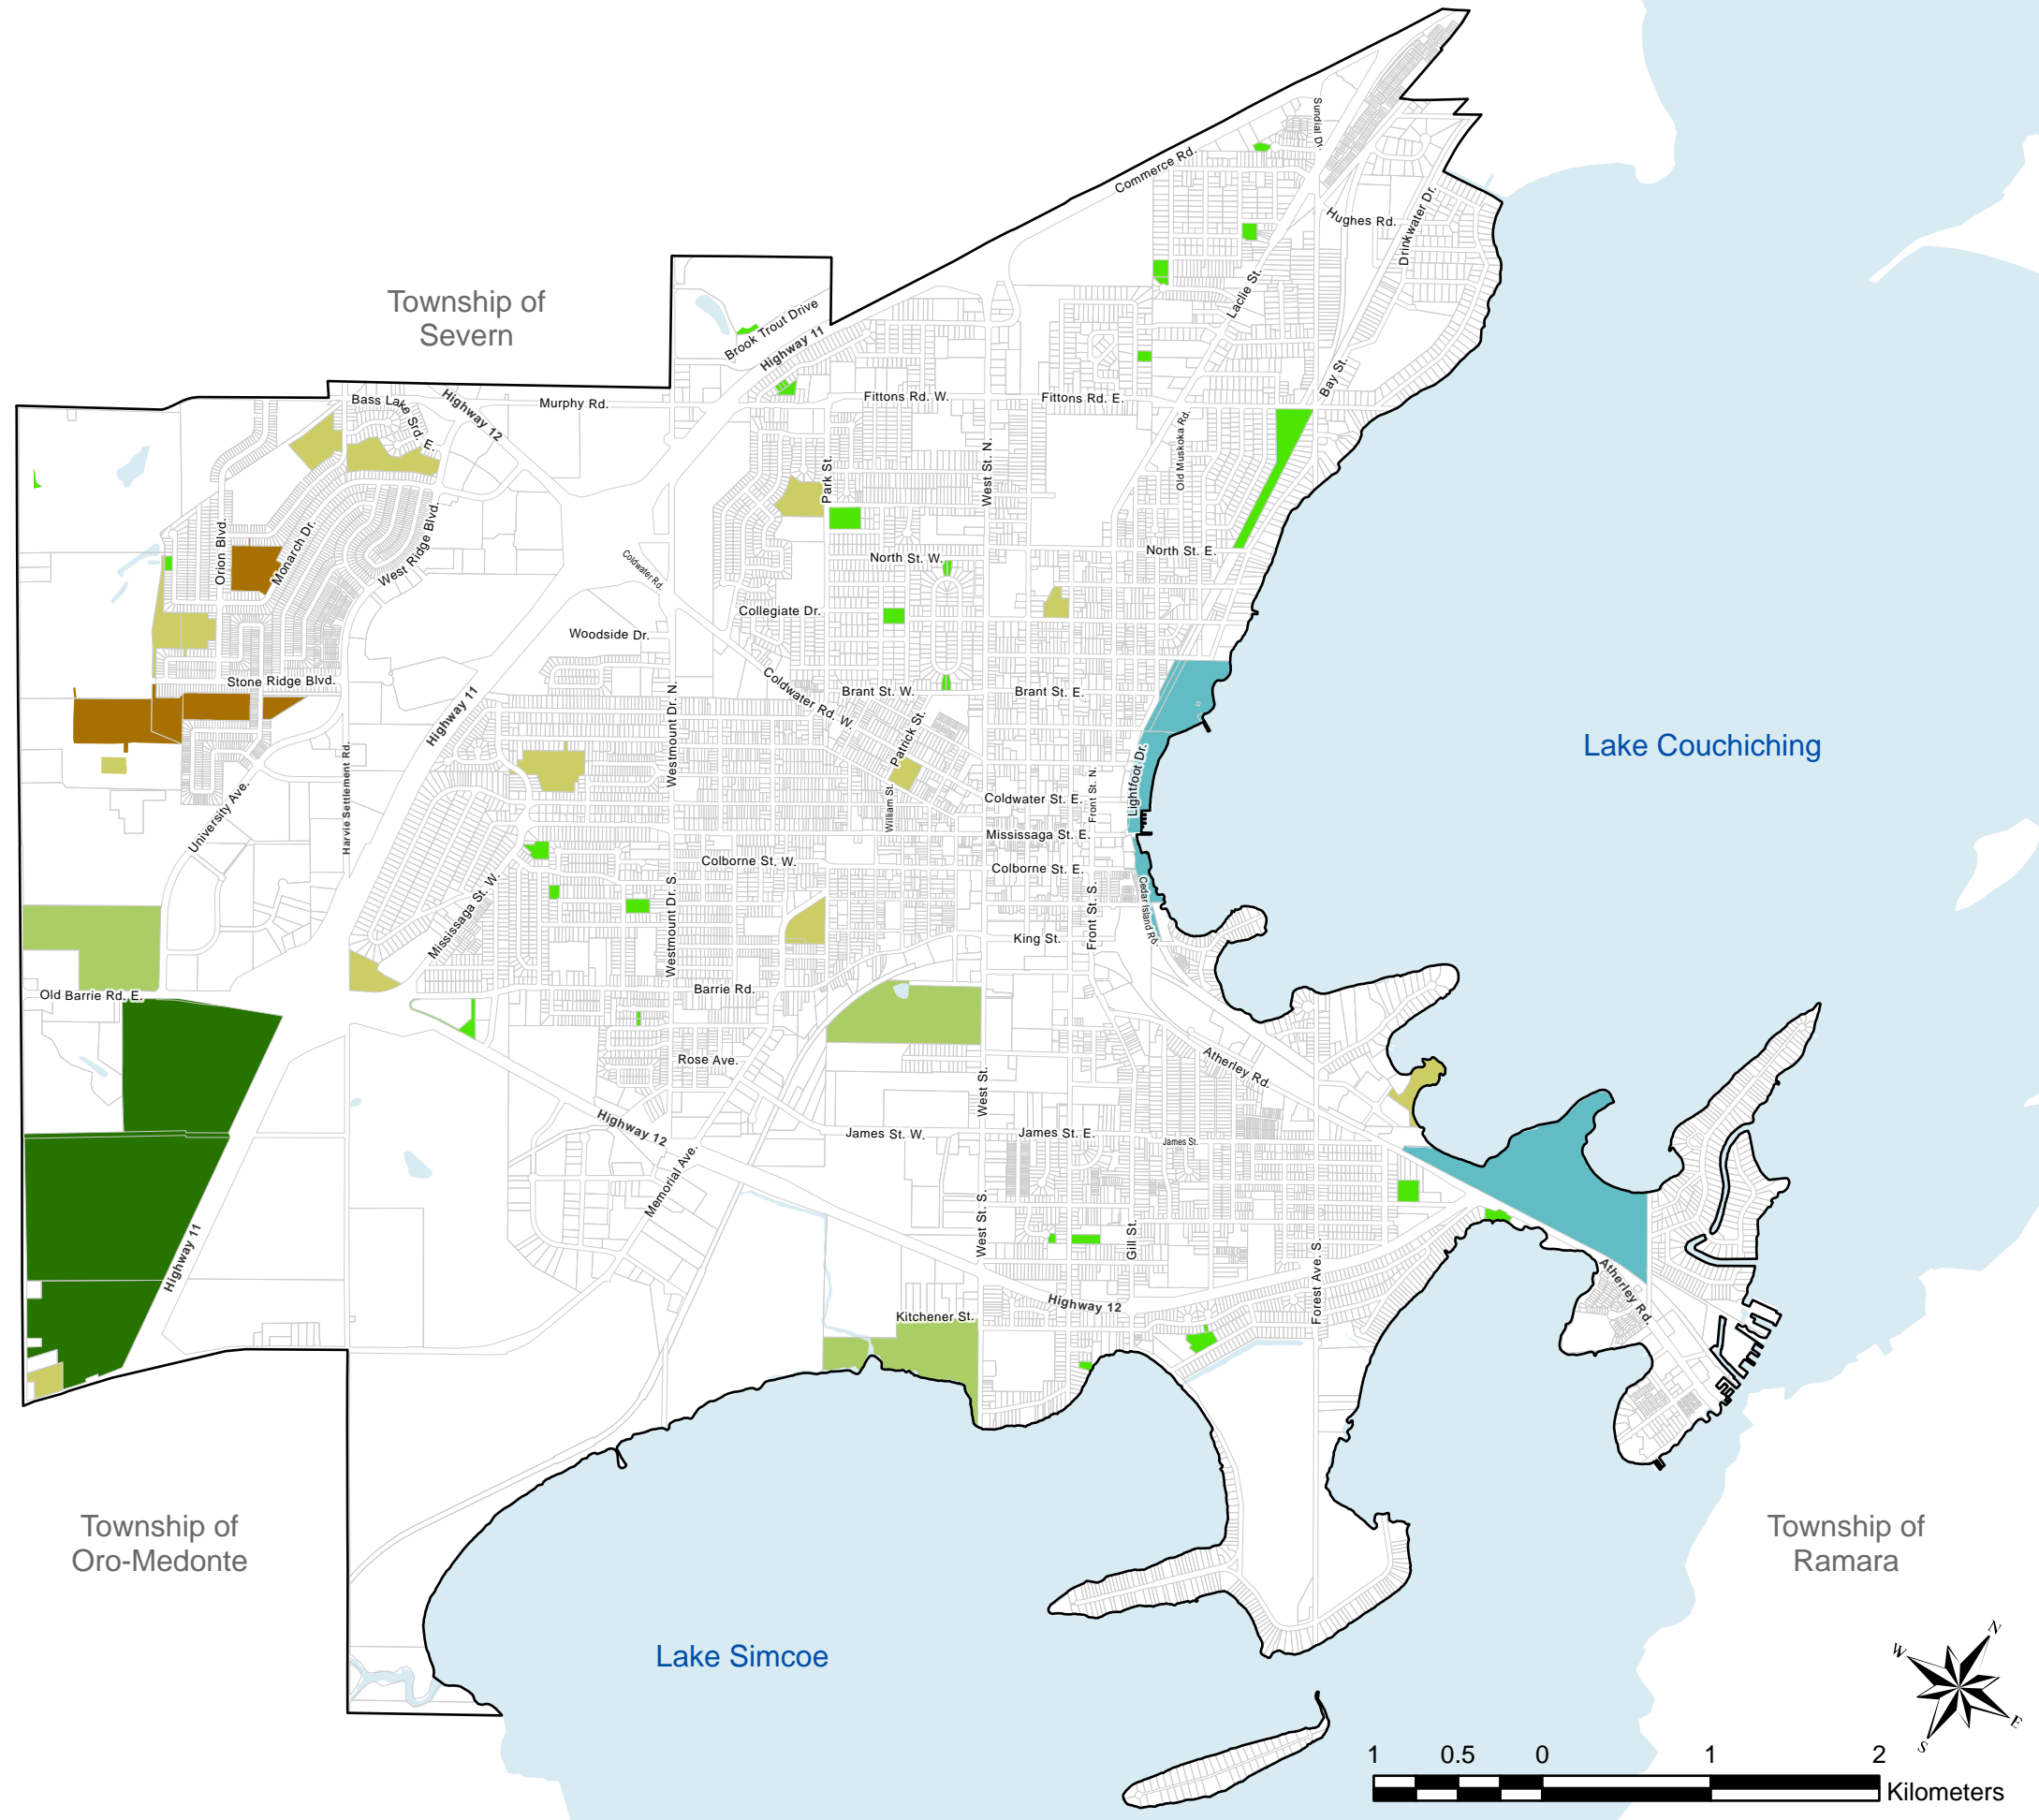 Sundial Dr.
Commerce Rd.
Hughes Rd.
Drinkwater Dr.
Laclie St.
Township of
Severn
Brook Trout Drive
Highway 11
Bay St.
Bass Lake Srd. E.
Highway 12
Murphy Rd.
Fittons Rd. W.
Fittons Rd. E.
Old Muskoka Rd.
Park St.
West St. N.
Orion Blvd.
Monarch Dr.
West Ridge Blvd.
Coldwater Rd.
North St. W.
North St. E.
Collegiate Dr.
Woodside Dr.
Stone Ridge Blvd.
Highway 11
Westmount Dr. N.
Coldwater Rd. W.
Brant St. W.
Brant St. E.
Patrick St.
Lake Couchiching
Harvie Settlement Rd.
University Ave.
William St.
Coldwater St. E.
Front St. N.
Lightfoot Dr.
Mississaga St. E.
Colborne St. W.
Colborne St. E.
Mississaga St. W.
Westmount Dr. S.
Front St. S.
Cedar Island Rd.
King St.
Old Barrie Rd. E.
Barrie Rd.
Rose Ave.
Atherley Rd.
West St.
Highway 12
James St. W.
James St. E.
James St.
Memorial Ave.
Highway 11
West St. S.
Gill St.
Forest Ave. S.
Atherley Rd.
Highway 12
Kitchener St.
Township of
Oro-Medonte
Township of
Ramara
Lake Simcoe
N
W
E
S
1 0.5 0 1 2
Kilometers